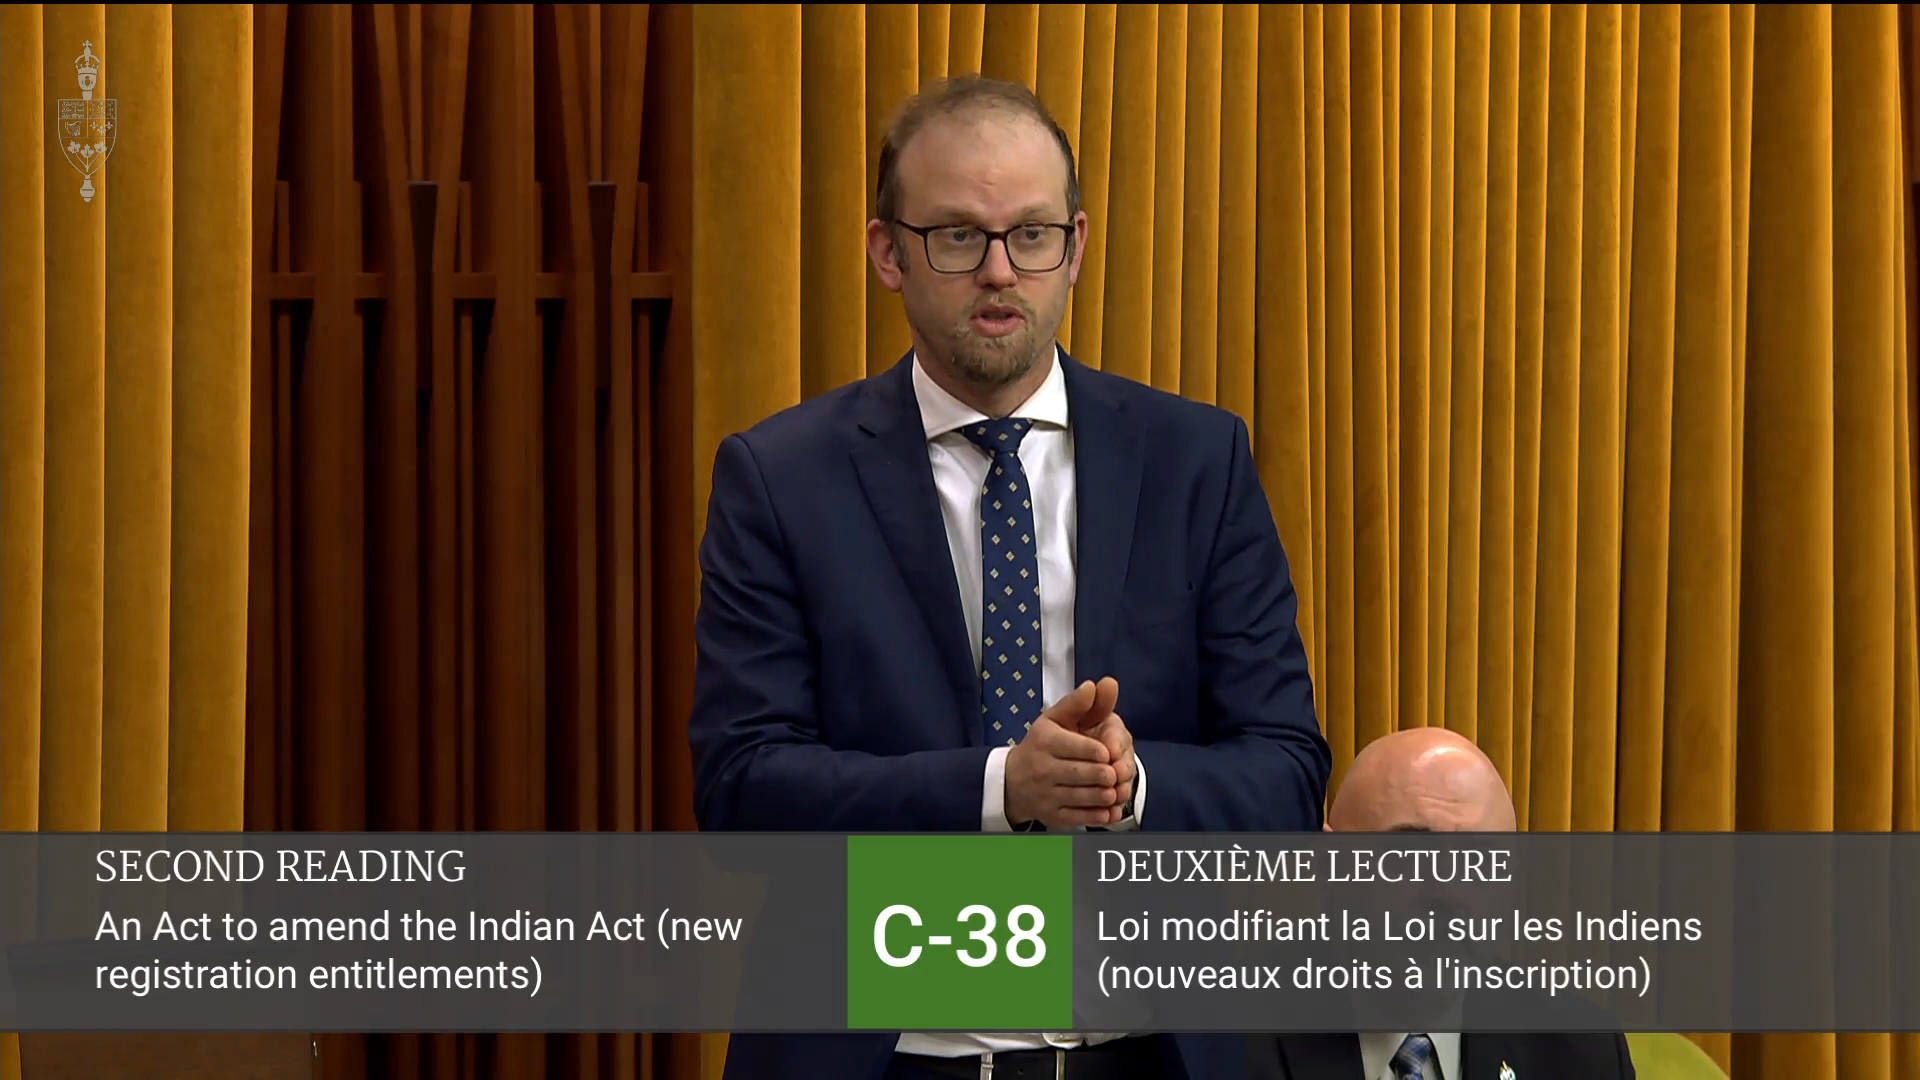 SECOND READING
An Act to amend the Indian Act (new
registration entitlements)
C-38
DEUXIÈME LECTURE
Loi modifiant la Loi sur les Indiens
(nouveaux droits à l'inscription)